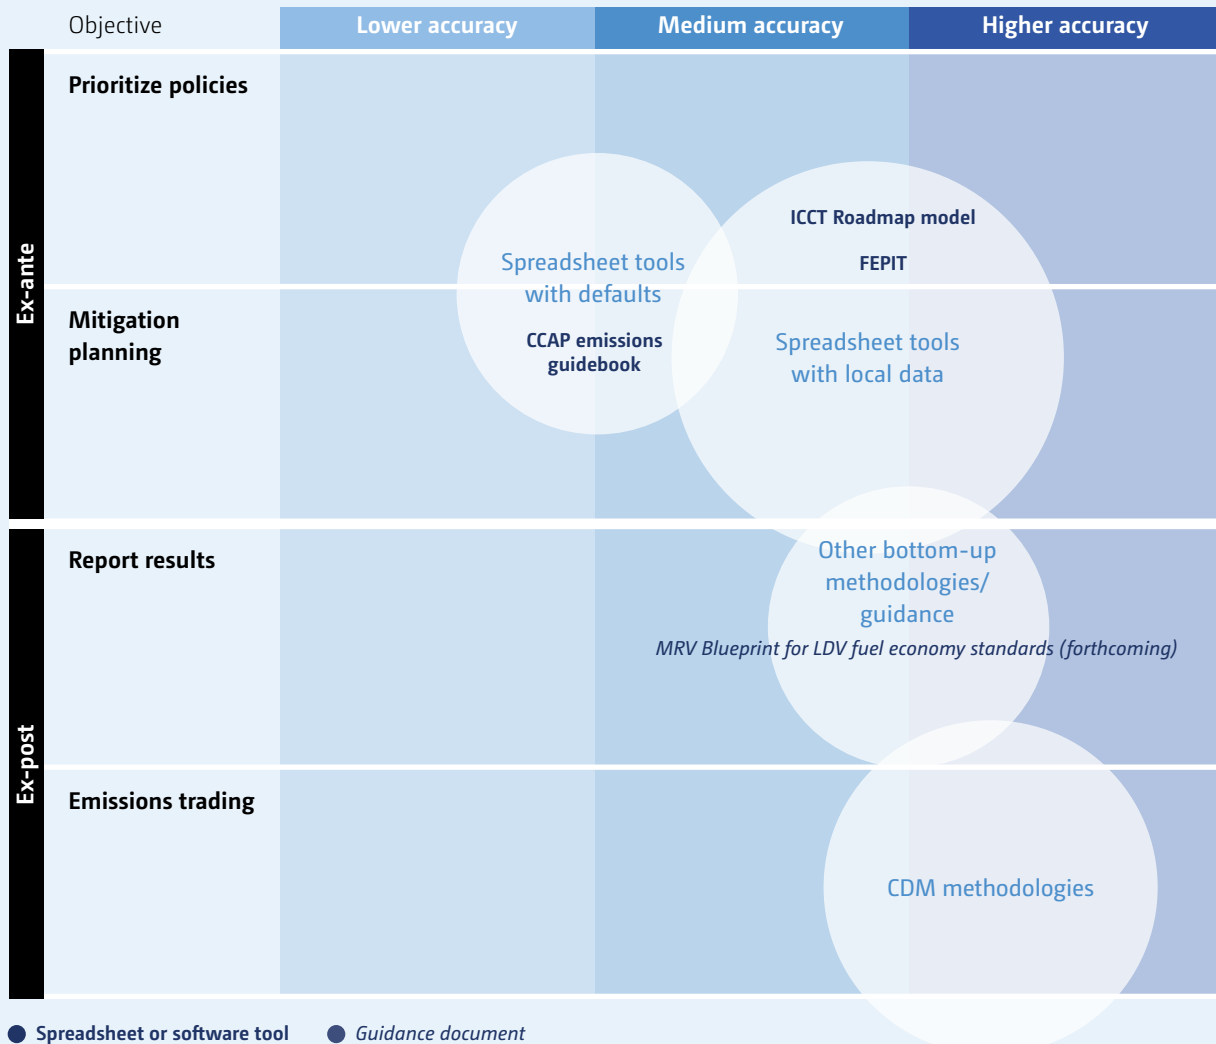 Objective
Lower accuracy
Medium accuracy
Higher accuracy
Ex-ante
Prioritize policies
ICCT Roadmap model
FEPIT
Spreadsheet tools
with defaults
CCAP emissions
guidebook
Mitigation
planning
Spreadsheet tools
with local data
Ex-post
Report results
Other bottom-up
methodologies/
guidance
MRV Blueprint for LDV fuel economy standards (forthcoming)
Emissions trading
CDM methodologies
Spreadsheet or software tool
Guidance document